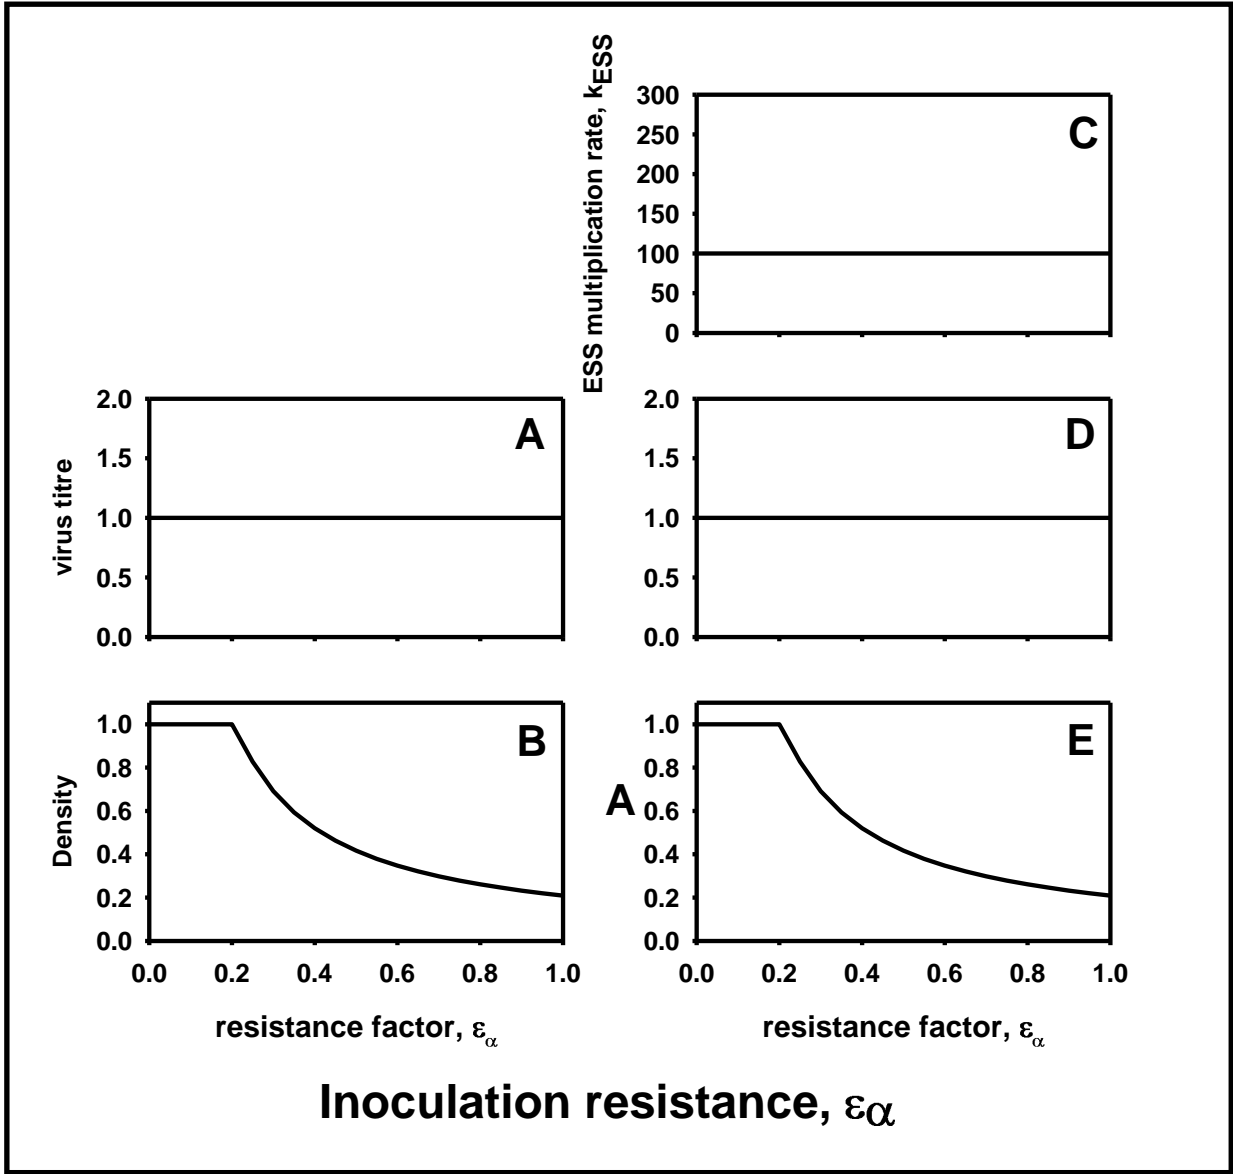 ESS multiplication rate, kESS
300
250
200
150
100
50
0
C
virus titre
2.0
1.5
1.0
0.5
0.0
A
2.0
1.5
1.0
0.5
0.0
D
Density
1.0
0.8
0.6
0.4
0.2
0.0
B
0.0 0.2 0.4 0.6 0.8 1.0
resistance factor, εα
A
1.0
0.8
0.6
0.4
0.2
0.0
E
0.0 0.2 0.4 0.6 0.8 1.0
resistance factor, εα
Inoculation resistance, εα